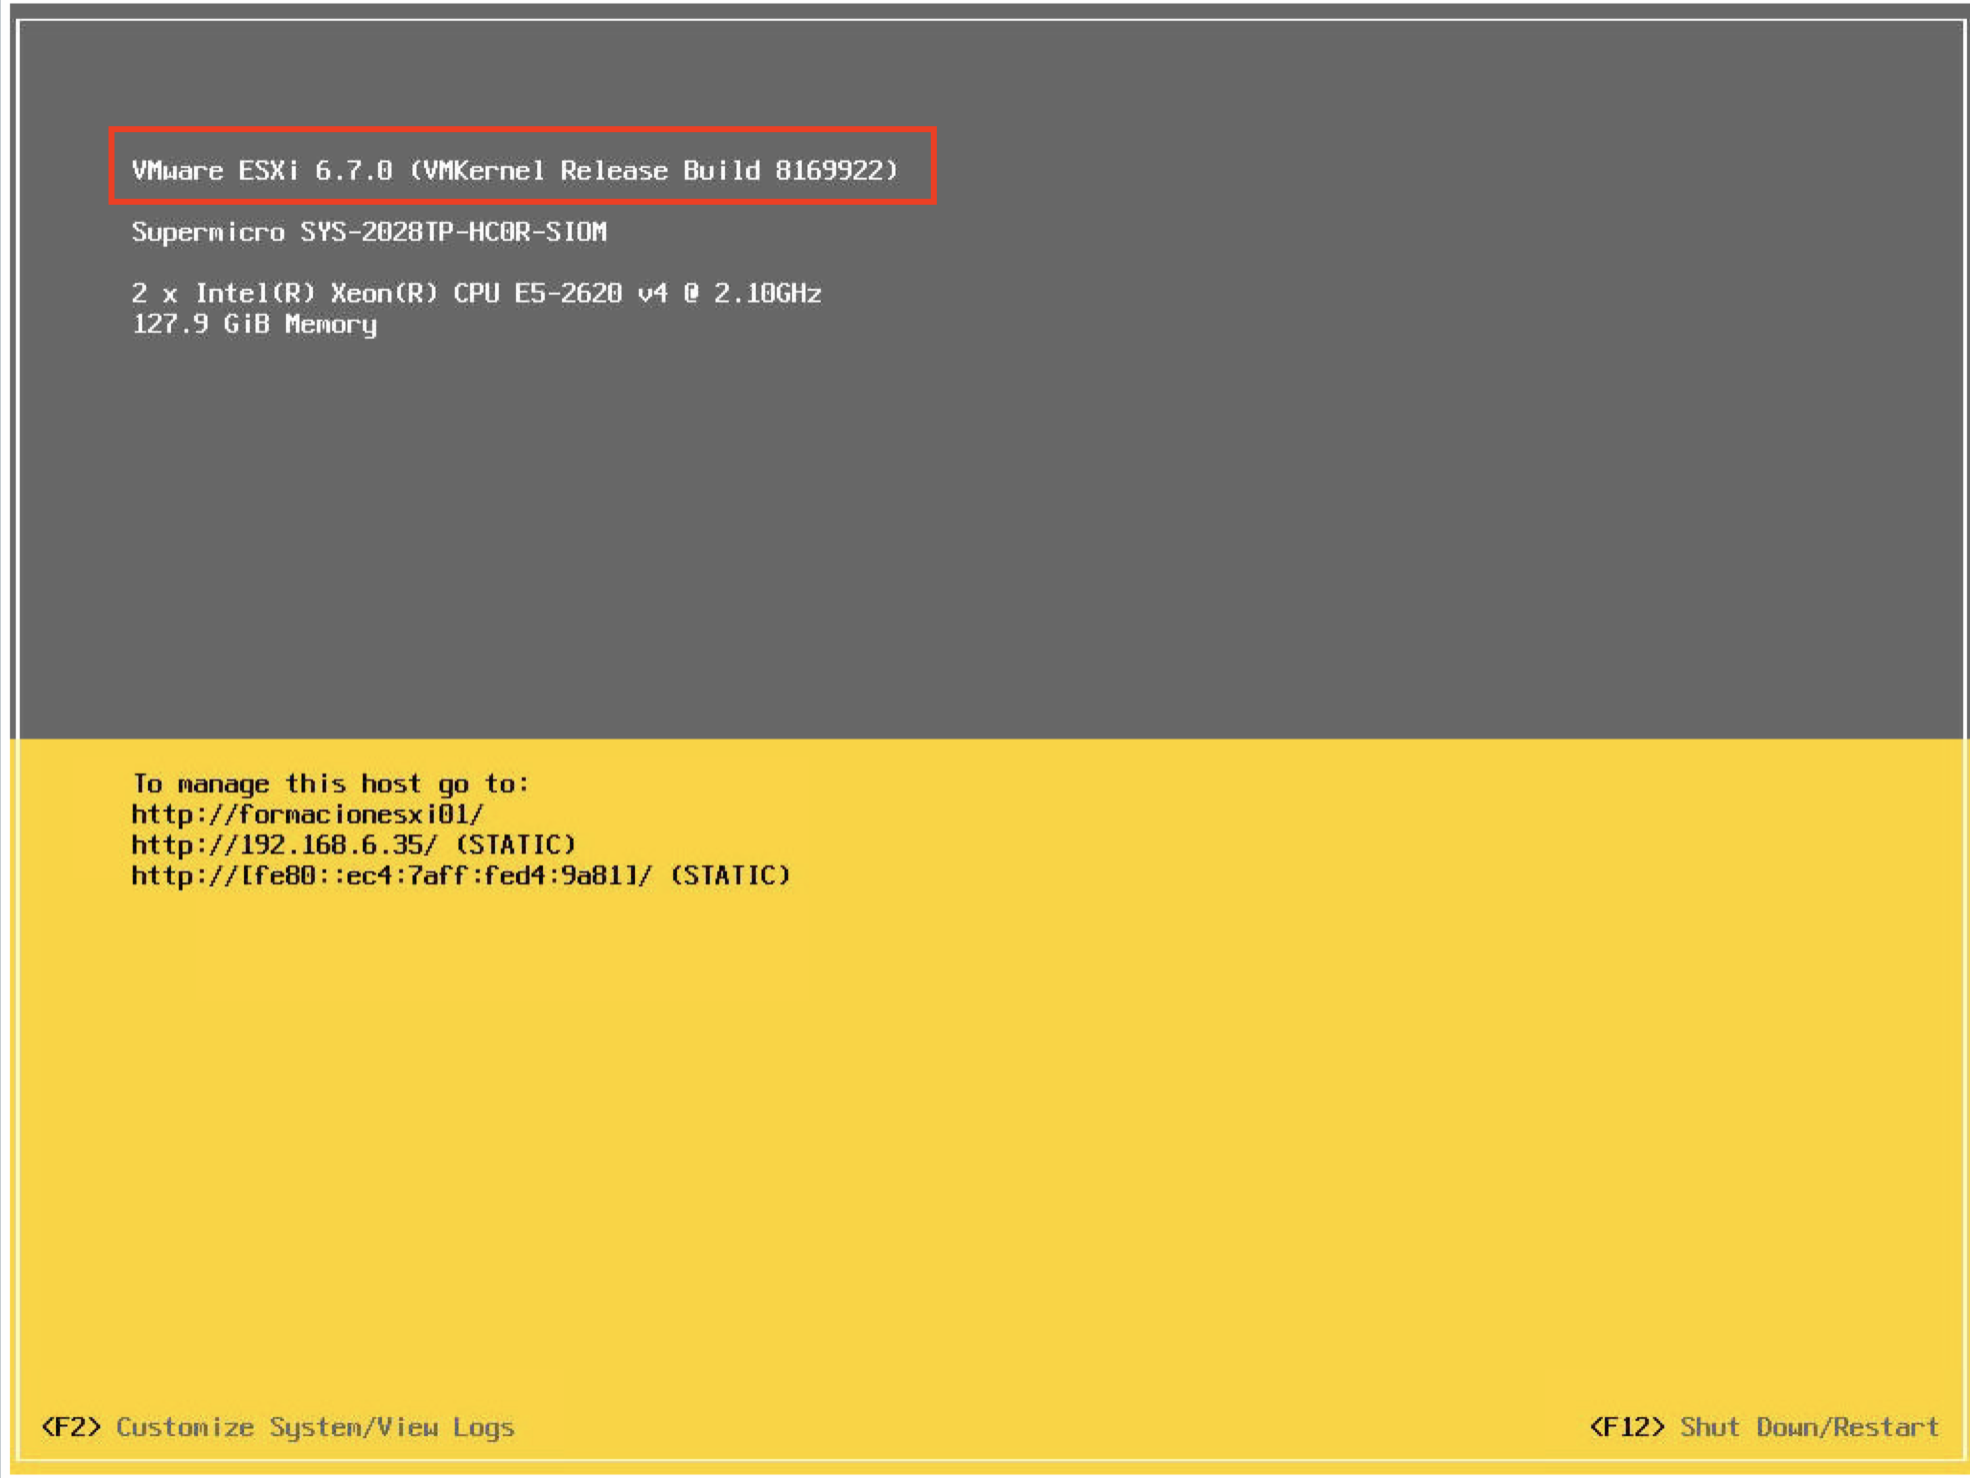 VMware ESXi 6.7.0 (VMKernel Release Build 8169922)
Supermicro SYS-2028TP-HC0R-SIOM
2 x Intel(R) Xeon(R) CPU E5-2620 v4 @ 2.10GHz
127.9 GiB Memory
To manage this host go to:
http://formacionesxi01/
http://192.168.6.35/ (STATIC)
http://[fe80::ec4:7aff:fed4:9a81]/ (STATIC)
<F2> Customize System/View Logs
<F12> Shut Down/Restart